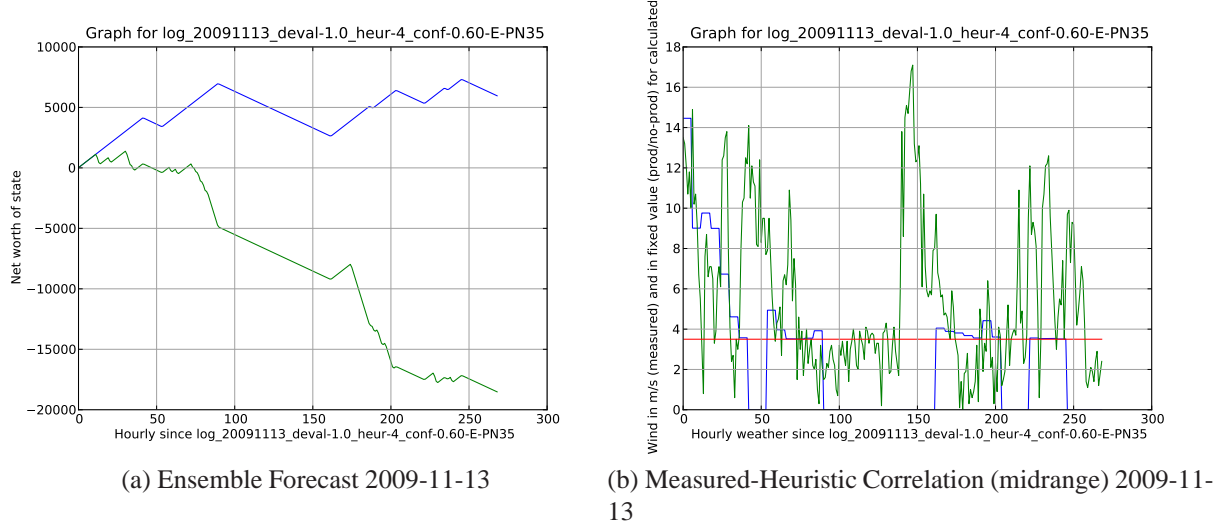 Graph for log_20091113_deval-1.0_heur-4_conf-0.60-E-PN35
10000
5000
0
−5000
−10000
−15000
−20000
Net worth of state
0 50 100 150 200 250 300
Hourly since log_20091113_deval-1.0_heur-4_conf-0.60-E-PN35
(a) Ensemble Forecast 2009-11-13
Graph for log_20091113_deval-1.0_heur-4_conf-0.60-E-PN35
18
16
14
12
10
8
6
4
2
0
Wind in m/s (measured) and in fixed value (prod/no-prod) for calculated
0 50 100 150 200 250 300
Hourly weather since log_20091113_deval-1.0_heur-4_conf-0.60-E-PN35
(b) Measured-Heuristic Correlation (midrange) 2009-11-
13